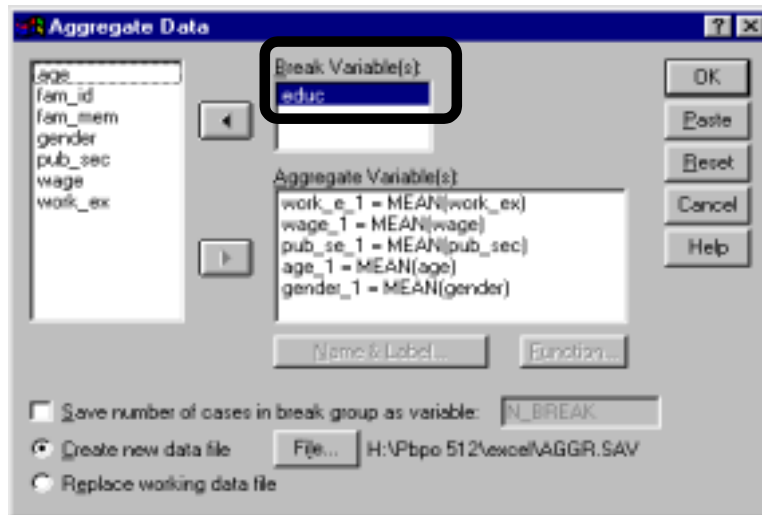 Aggregate Data
age
fam_id
fam_mem
gender
pub_sec
wage
work_ex
Break Variable(s):
educ
Aggregate Variable(s):
work_e_1 = MEAN(work_ex)
wage_1 = MEAN(wage)
pub_se_1 = MEAN(pub_sec)
age_1 = MEAN(age)
gender_1 = MEAN(gender)
Name & Label...
Function...
OK
Paste
Reset
Cancel
Help
Save number of cases in break group as variable: N_BREAK
Create new data file File... H:\Pbpo 512\excel\AGGR.SAV
Replace working data file